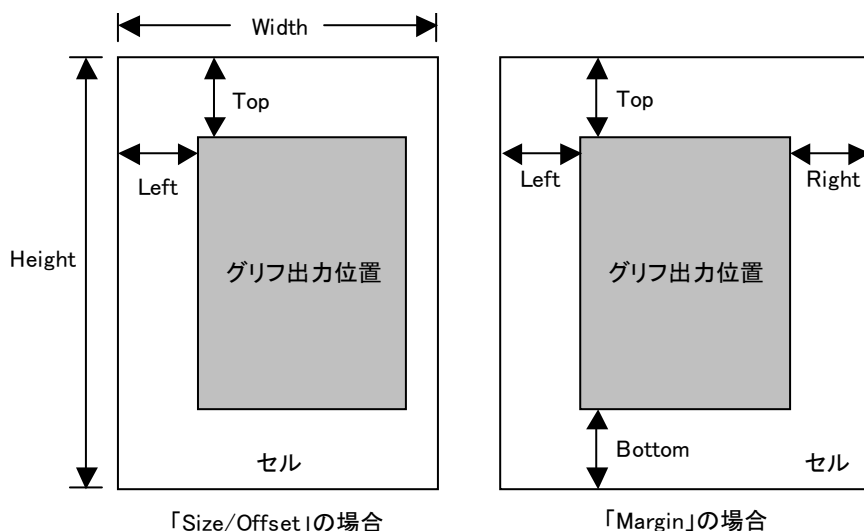 Width
Top
Left
Height
グリフ出力位置
セル
「Size/Offset」の場合
Top
Left
Right
グリフ出力位置
Bottom
セル
「Margin」の場合